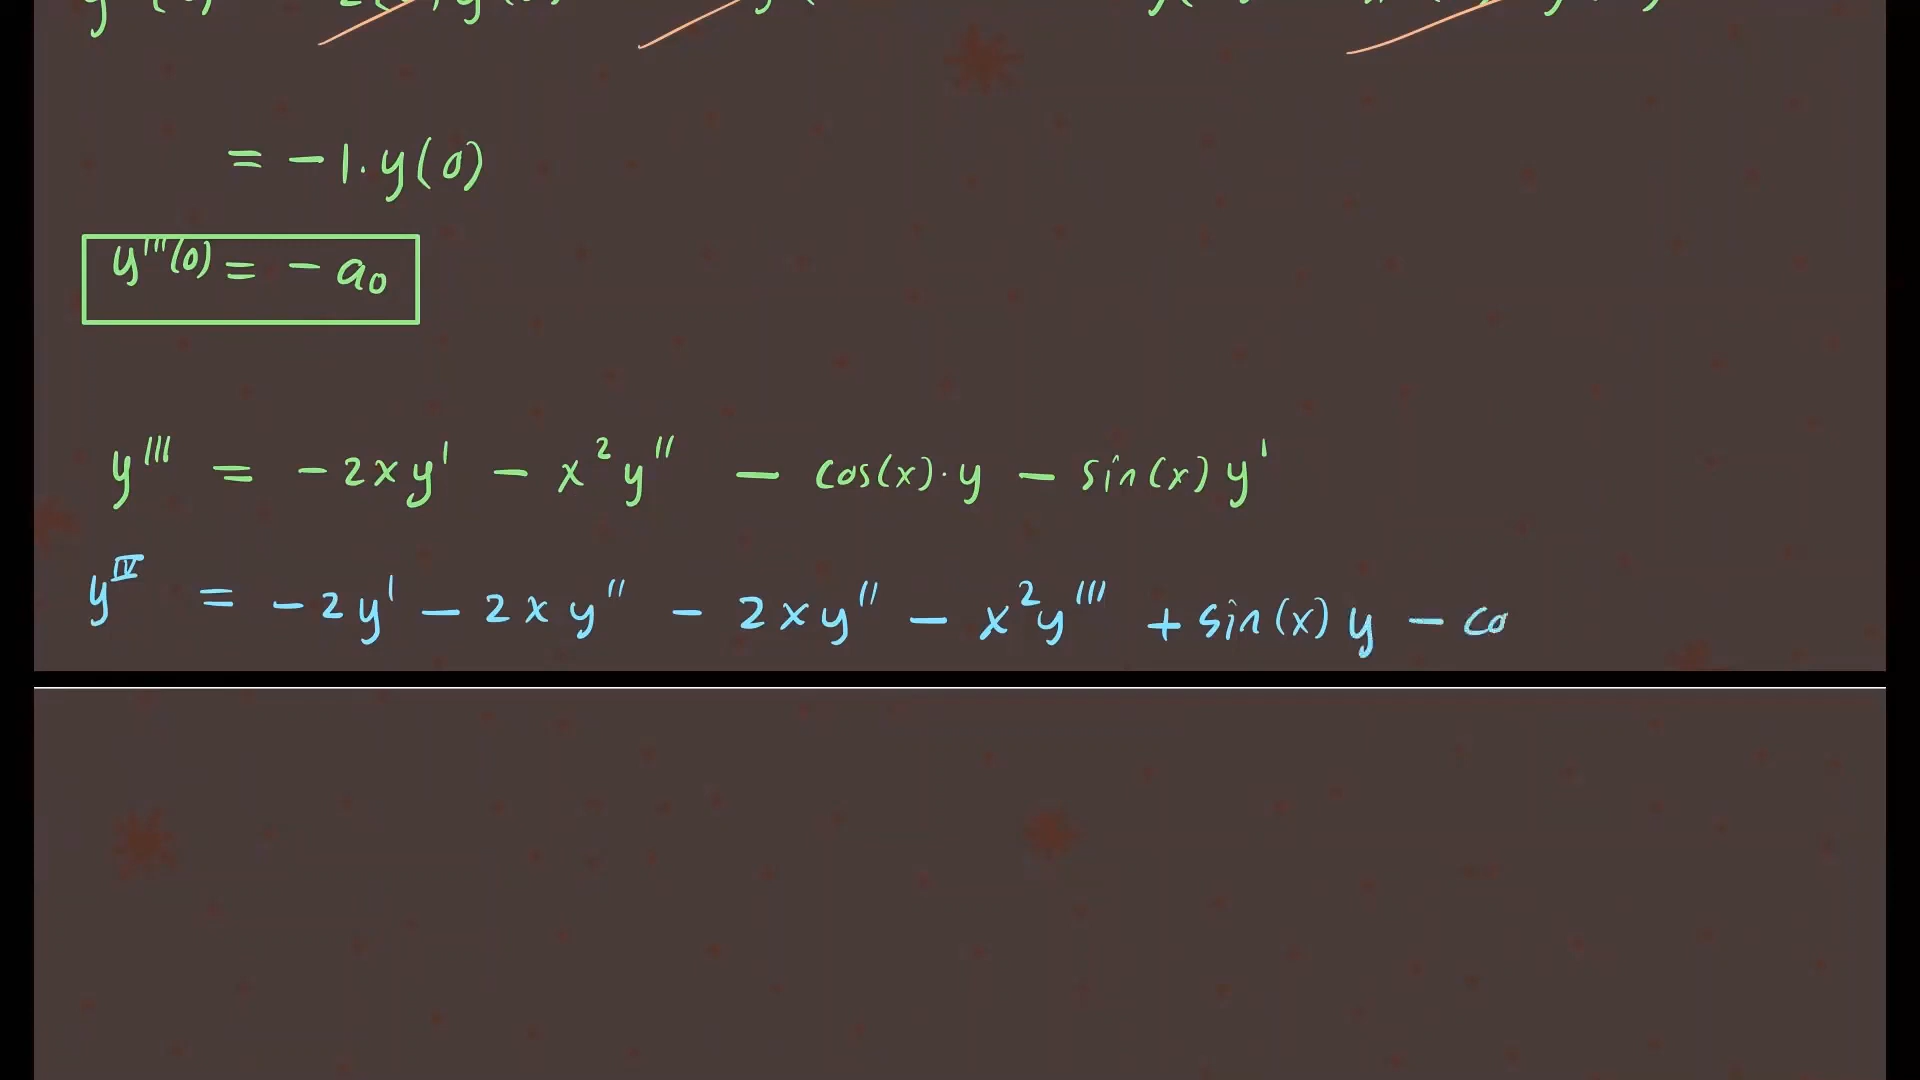 = - 1 · y(0)
y'''(0) = - a₀
y''' = - 2xy' - x²y'' - cos(x)·y - sin(x) y'
y^IV = - 2y' - 2xy'' - 2xy'' - x²y''' + sin(x) y - co